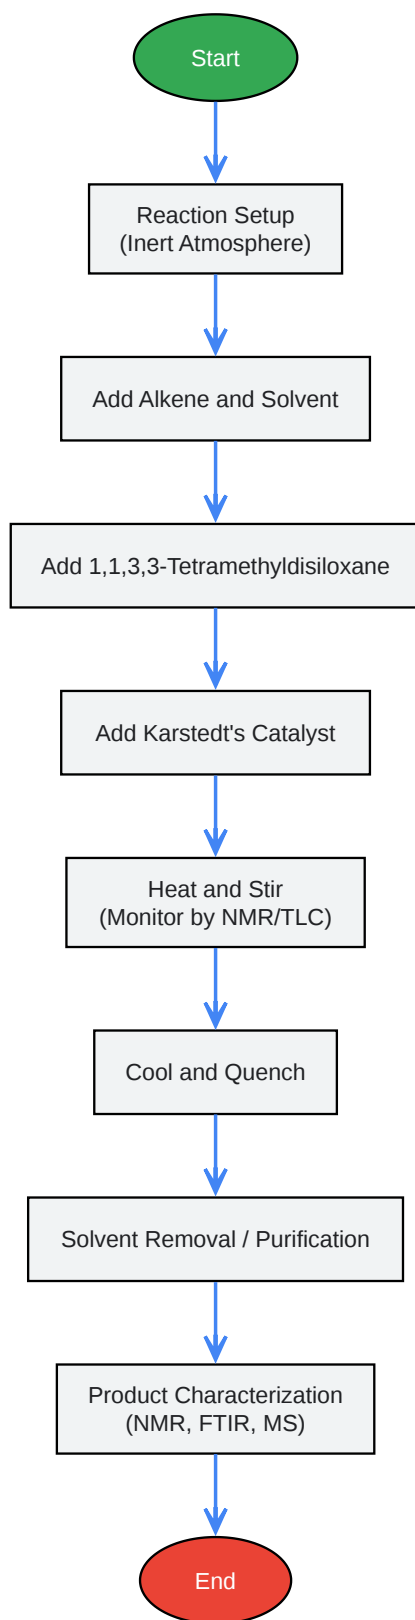 Start
Reaction Setup
(Inert Atmosphere)
Add Alkene and Solvent
Add 1,1,3,3-Tetramethyldisiloxane
Add Karstedt's Catalyst
Heat and Stir
(Monitor by NMR/TLC)
Cool and Quench
Solvent Removal / Purification
Product Characterization
(NMR, FTIR, MS)
End